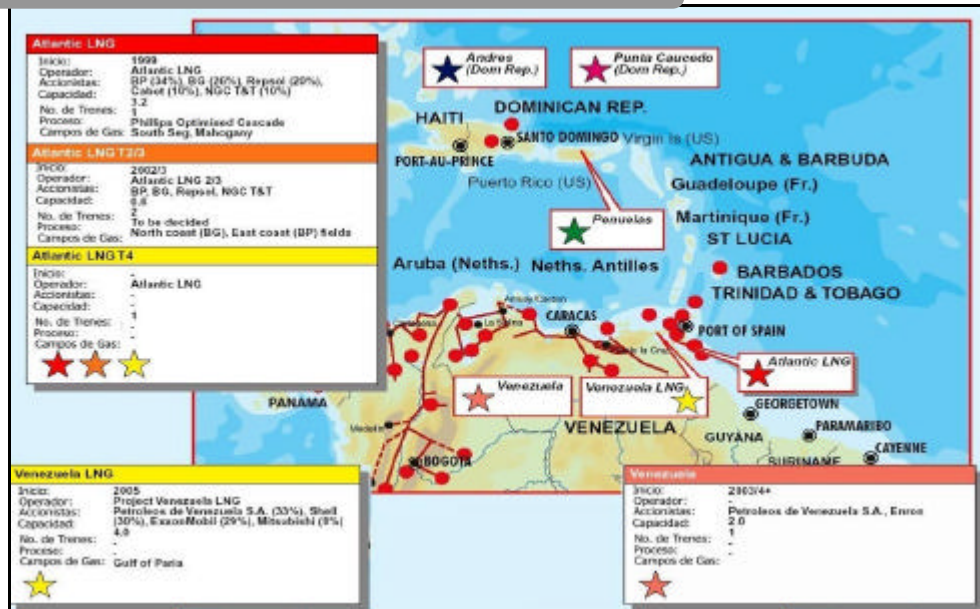 Atlantic LNG
Inicio: 1999
Operador: Atlantic LNG
Accionistas: BP (34%), BG (26%), Repsol (20%),
Capacidad: Cabot (10%), NGC T&T (10%)
3.2
No. de Trenes: 1
Proceso: Phillips Optimised Cascade
Campos de Gas: South Seg, Mahogany
Atlantic LNG T2/3
Inicio: 2002/3
Operador: Atlantic LNG 2/3
Accionistas: BP, BG, Repsol, NGC T&T
Capacidad: 6.6
No. de Trenes: 2
Proceso: To be decided
Campos de Gas: North coast (BG), East coast (BP) fields
Atlantic LNG T4
Inicio: -
Operador: Atlantic LNG
Accionistas: -
Capacidad: -
No. de Trenes: 1
Proceso: -
Campos de Gas: -
Andres
(Dom Rep.)
Punta Caucedo
(Dom Rep.)
DOMINICAN REP.
HAITI
SANTO DOMINGO
Virgin Is (US)
PORT-AU-PRINCE
ANTIGUA & BARBUDA
Puerto Rico (US)
Guadeloupe (Fr.)
Penuelas
Martinique (Fr.)
ST LUCIA
Aruba (Neths.)
Neths. Antilles
BARBADOS
TRINIDAD & TOBAGO
CARACAS
PORT OF SPAIN
Atlantic LNG
Venezuela
Venezuela LNG
PANAMA
GEORGETOWN
VENEZUELA
PARAMARIBO
Medellin
GUYANA
CAYENNE
BOGOTA
SURINAME
Venezuela LNG
Inicio: 2005
Operador: Project Venezuela LNG
Accionistas: Petroleos de Venezuela S.A. (33%), Shell
Capacidad: (30%), ExxonMobil (29%), Mitsubishi (8%)
4.0
No. de Trenes: -
Proceso: -
Campos de Gas: Gulf of Paria
Venezuela
Inicio: 2003/4+
Operador: -
Accionistas: Petroleos de Venezuela S.A., Enron
Capacidad: 2.0
No. de Trenes: 1
Proceso: -
Campos de Gas: -